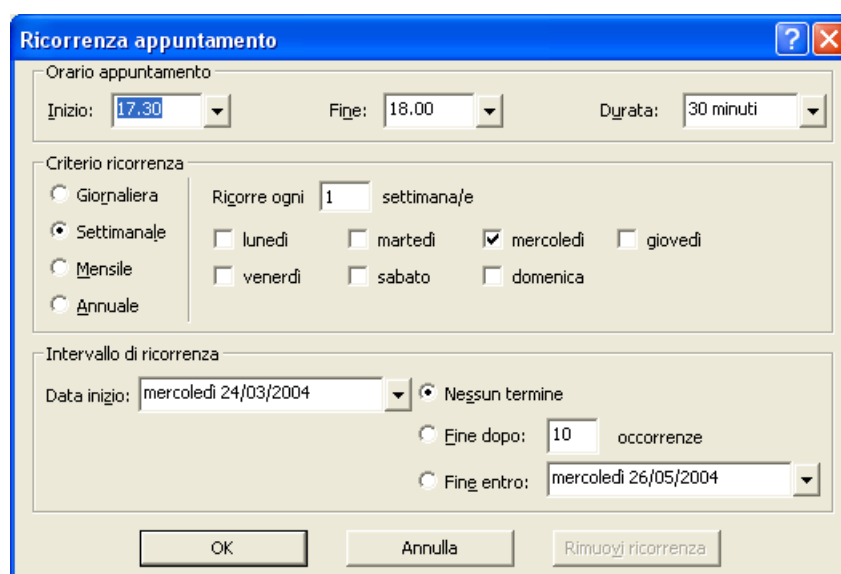 Ricorrenza appuntamento
Orario appuntamento
Inizio: 17.30 Fine: 18.00 Durata: 30 minuti
Criterio ricorrenza
Giornaliera Ricorre ogni 1 settimana/e
Settimanale lunedì martedì mercoledì giovedì
Mensile venerdì sabato domenica
Annuale
Intervallo di ricorrenza
Data inizio: mercoledì 24/03/2004 Nessun termine
Fine dopo: 10 occorrenze
Fine entro: mercoledì 26/05/2004
OK Annulla Rimuovi ricorrenza